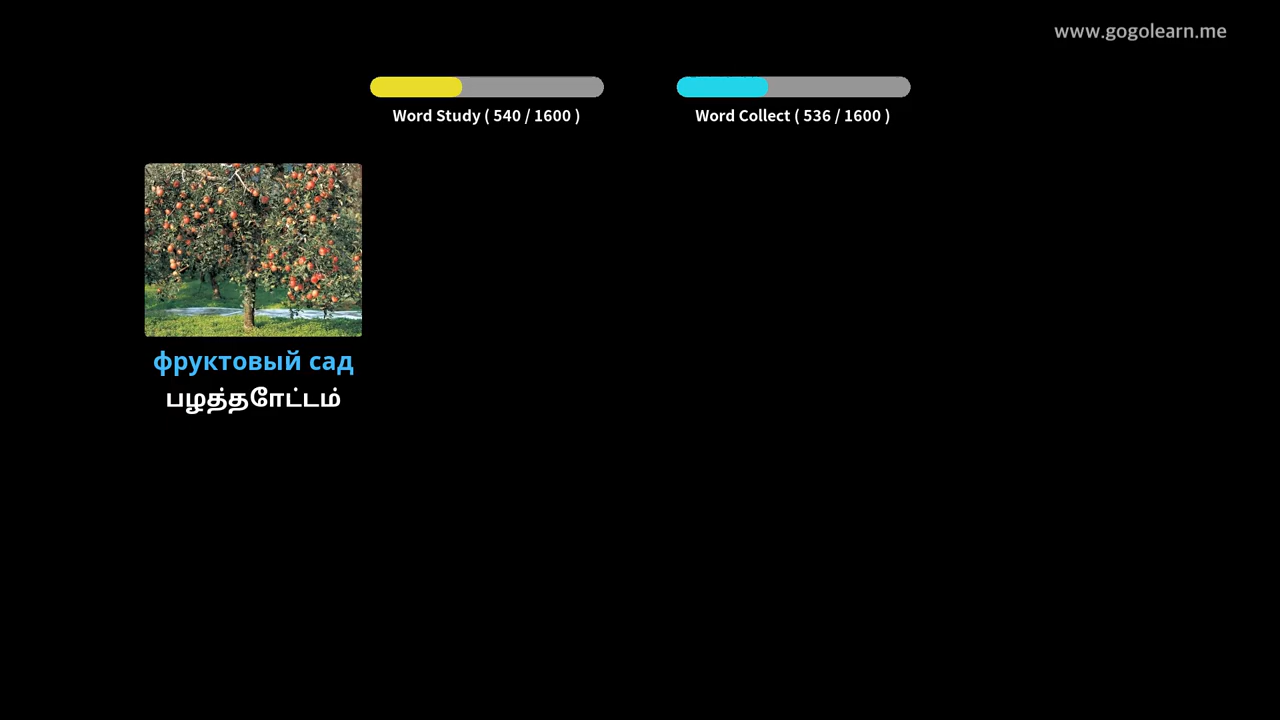 www.gogolearn.me
Word Study ( 540 / 1600 )
Word Collect ( 536 / 1600 )
фруктовый сад
பழத்தோட்டம்